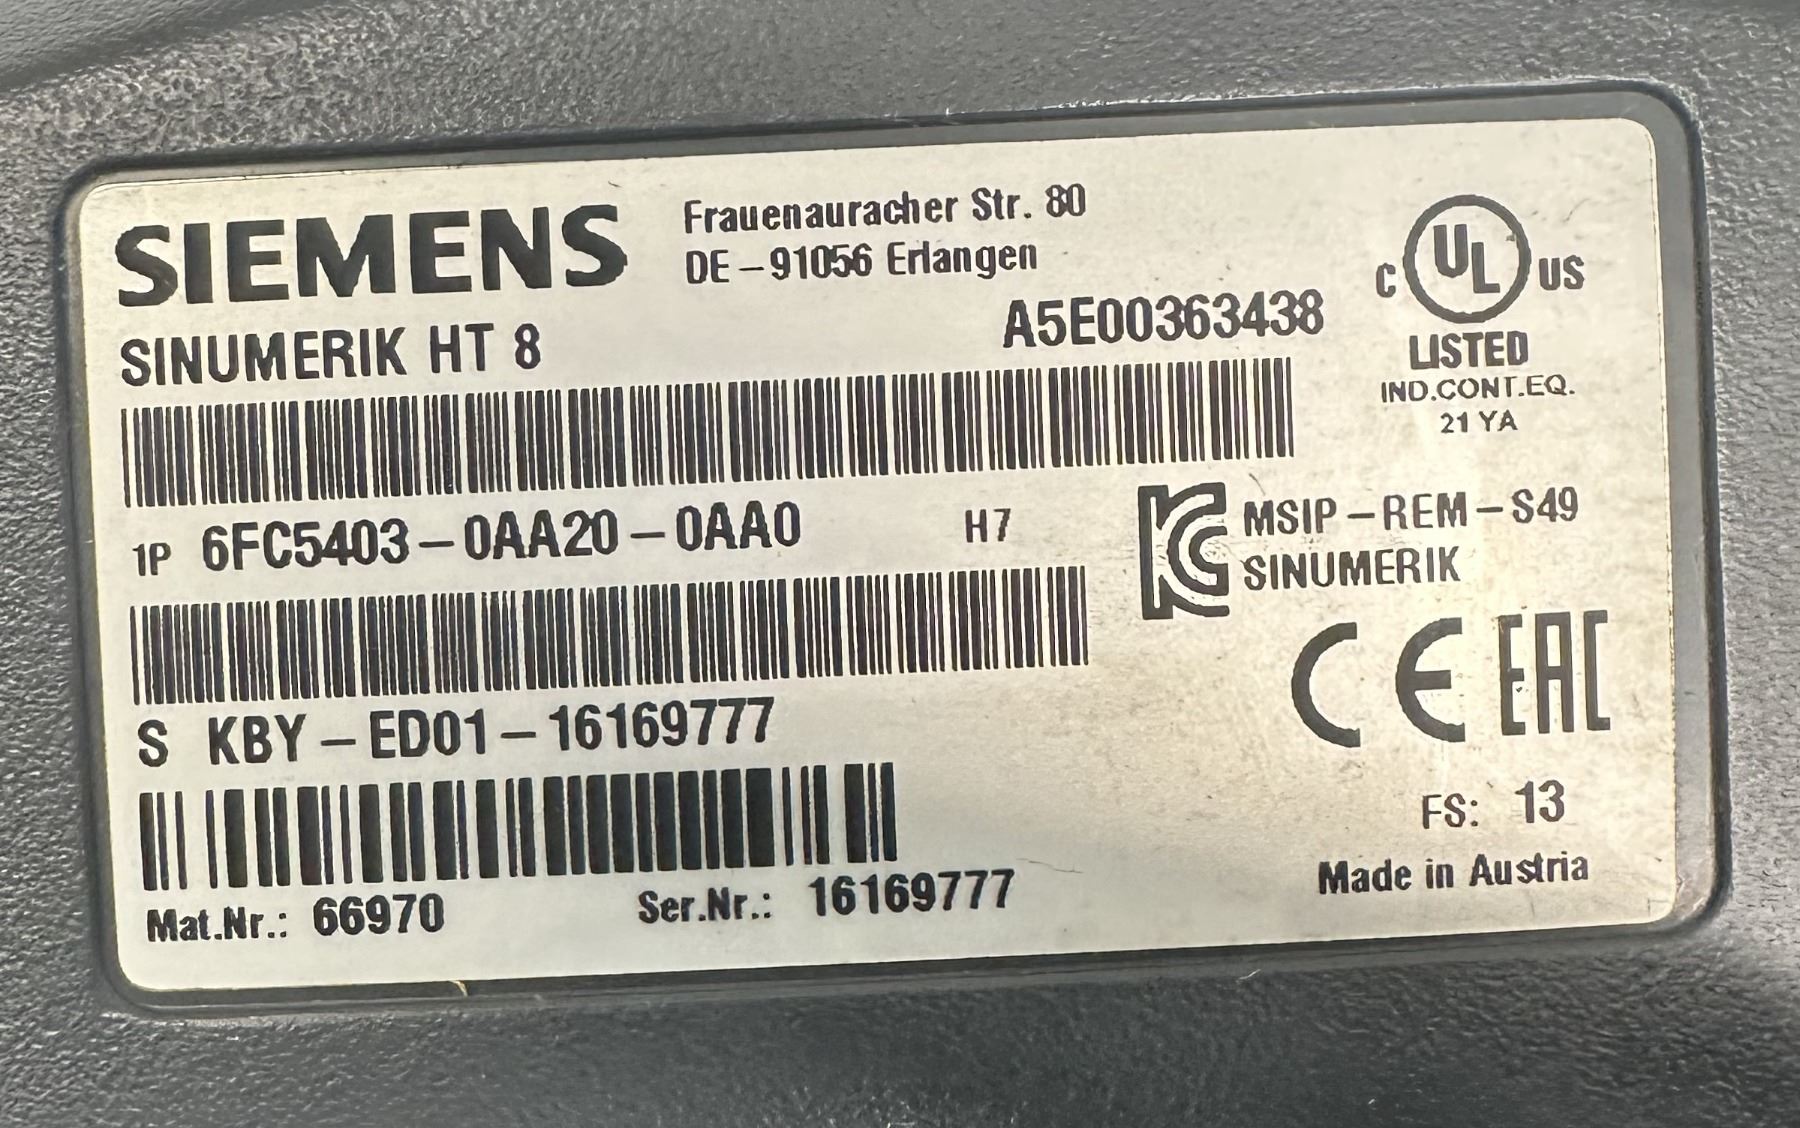 SIEMENS
Frauenauracher Str. 80
DE-91056 Erlangen
SINUMERIK HT 8
A5E00363438
C UL US
LISTED
IND.CONT.EQ.
21 YA
1P 6FC5403-0AA20-0AA0 H7
KC MSIP-REM-S49
SINUMERIK
S KBY-ED01-16169777
CE EAC
FS: 13
Mat.Nr.: 66970 Ser.Nr.: 16169777
Made in Austria